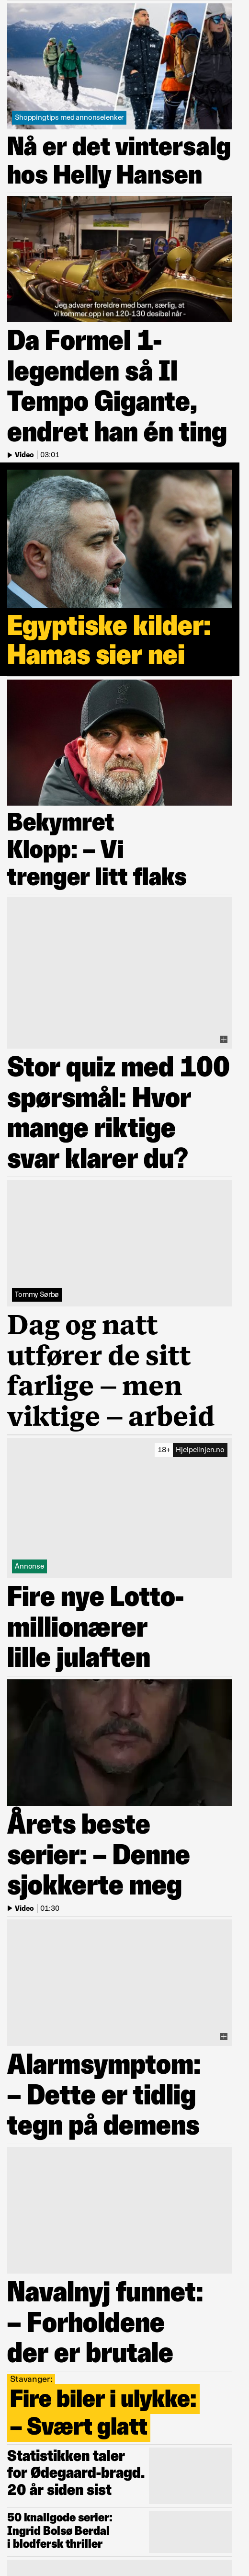 Shoppingtips med annonselenker
Nå er det vintersalg
hos Helly Hansen
Jeg advarer foreldre med barn, særlig, at
vi kommer opp i en 120-130 desibel når -
Da Formel 1-
legenden så Il
Tempo Gigante,
endret han én ting
Video | 03:01
Egyptiske kilder:
Hamas sier nei
Bekymret
Klopp: – Vi
trenger litt flaks
Stor quiz med 100
spørsmål: Hvor
mange riktige
svar klarer du?
Tommy Sørbø
Dag og natt
utfører de sitt
farlige – men
viktige – arbeid
18+ Hjelpelinjen.no
Annonse
Fire nye Lotto-
millionærer
lille julaften
Årets beste
serier: – Denne
sjokkerte meg
Video | 01:30
Alarmsymptom:
– Dette er tidlig
tegn på demens
Navalnyj funnet:
– Forholdene
der er brutale
Stavanger:
Fire biler i ulykke:
– Svært glatt
Statistikken taler
for Ødegaard-bragd.
20 år siden sist
50 knallgode serier:
Ingrid Bolsø Berdal
i blodfersk thriller